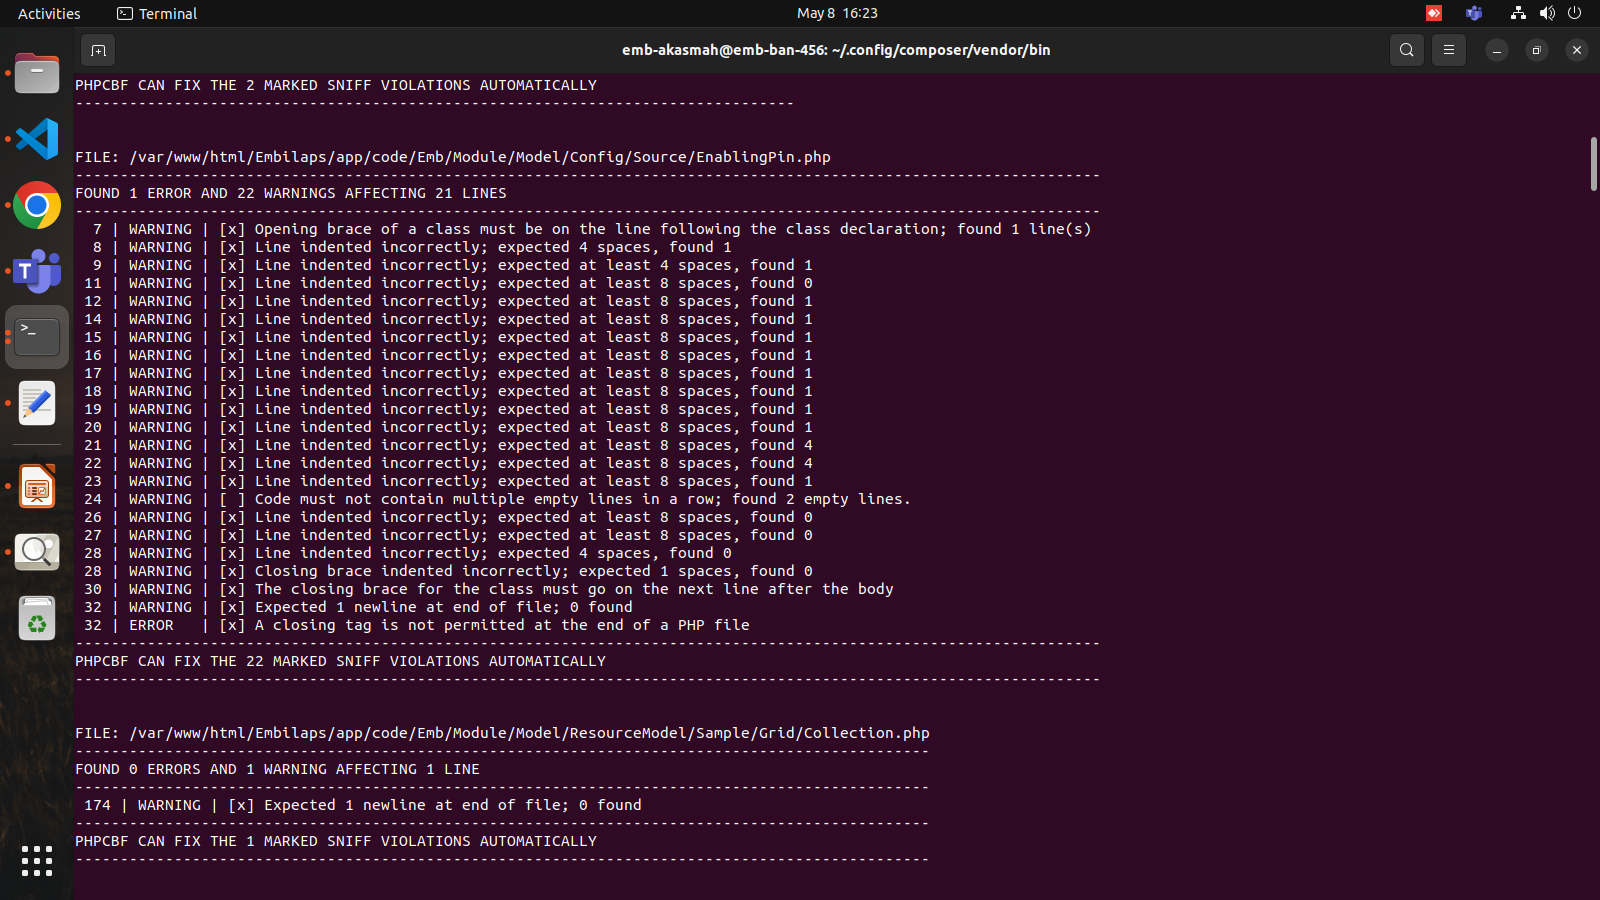 Activities
Terminal
May 8 16:23
emb-akasmah@emb-ban-456: ~/.config/composer/vendor/bin
PHPCBF CAN FIX THE 2 MARKED SNIFF VIOLATIONS AUTOMATICALLY
--------------------------------------------------------------------------------
FILE: /var/www/html/Embilaps/app/code/Emb/Module/Model/Config/Source/EnablingPin.php
------------------------------------------------------------------------------------------------------------------
FOUND 1 ERROR AND 22 WARNINGS AFFECTING 21 LINES
------------------------------------------------------------------------------------------------------------------
7 | WARNING | [x] Opening brace of a class must be on the line following the class declaration; found 1 line(s)
8 | WARNING | [x] Line indented incorrectly; expected 4 spaces, found 1
9 | WARNING | [x] Line indented incorrectly; expected at least 4 spaces, found 1
11 | WARNING | [x] Line indented incorrectly; expected at least 8 spaces, found 0
12 | WARNING | [x] Line indented incorrectly; expected at least 8 spaces, found 1
14 | WARNING | [x] Line indented incorrectly; expected at least 8 spaces, found 1
15 | WARNING | [x] Line indented incorrectly; expected at least 8 spaces, found 1
16 | WARNING | [x] Line indented incorrectly; expected at least 8 spaces, found 1
17 | WARNING | [x] Line indented incorrectly; expected at least 8 spaces, found 1
18 | WARNING | [x] Line indented incorrectly; expected at least 8 spaces, found 1
19 | WARNING | [x] Line indented incorrectly; expected at least 8 spaces, found 1
20 | WARNING | [x] Line indented incorrectly; expected at least 8 spaces, found 1
21 | WARNING | [x] Line indented incorrectly; expected at least 8 spaces, found 4
22 | WARNING | [x] Line indented incorrectly; expected at least 8 spaces, found 4
23 | WARNING | [x] Line indented incorrectly; expected at least 8 spaces, found 1
24 | WARNING | [ ] Code must not contain multiple empty lines in a row; found 2 empty lines.
26 | WARNING | [x] Line indented incorrectly; expected at least 8 spaces, found 0
27 | WARNING | [x] Line indented incorrectly; expected at least 8 spaces, found 0
28 | WARNING | [x] Line indented incorrectly; expected 4 spaces, found 0
28 | WARNING | [x] Closing brace indented incorrectly; expected 1 spaces, found 0
30 | WARNING | [x] The closing brace for the class must go on the next line after the body
32 | WARNING | [x] Expected 1 newline at end of file; 0 found
32 | ERROR   | [x] A closing tag is not permitted at the end of a PHP file
------------------------------------------------------------------------------------------------------------------
PHPCBF CAN FIX THE 22 MARKED SNIFF VIOLATIONS AUTOMATICALLY
------------------------------------------------------------------------------------------------------------------
FILE: /var/www/html/Embilaps/app/code/Emb/Module/Model/ResourceModel/Sample/Grid/Collection.php
-----------------------------------------------------------------------------------------------
FOUND 0 ERRORS AND 1 WARNING AFFECTING 1 LINE
-----------------------------------------------------------------------------------------------
174 | WARNING | [x] Expected 1 newline at end of file; 0 found
-----------------------------------------------------------------------------------------------
PHPCBF CAN FIX THE 1 MARKED SNIFF VIOLATIONS AUTOMATICALLY
-----------------------------------------------------------------------------------------------